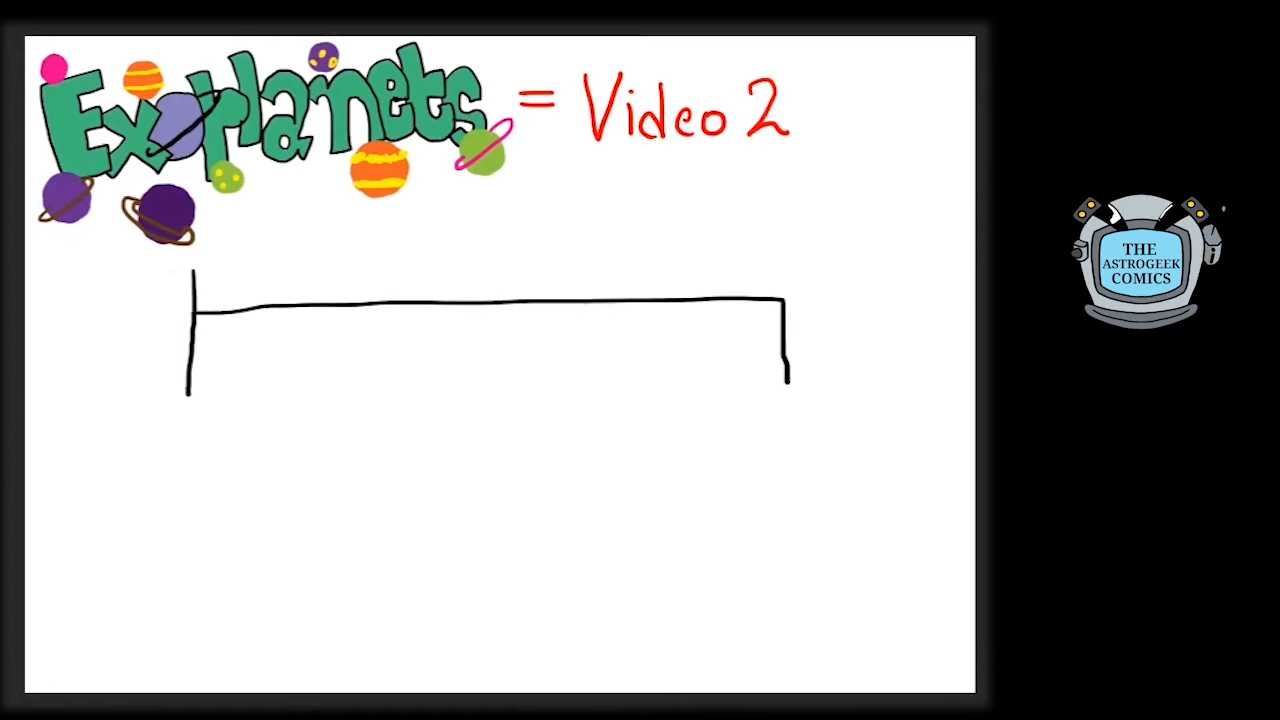 Exoplanets = Video 2
THE
ASTROGEEK
COMICS